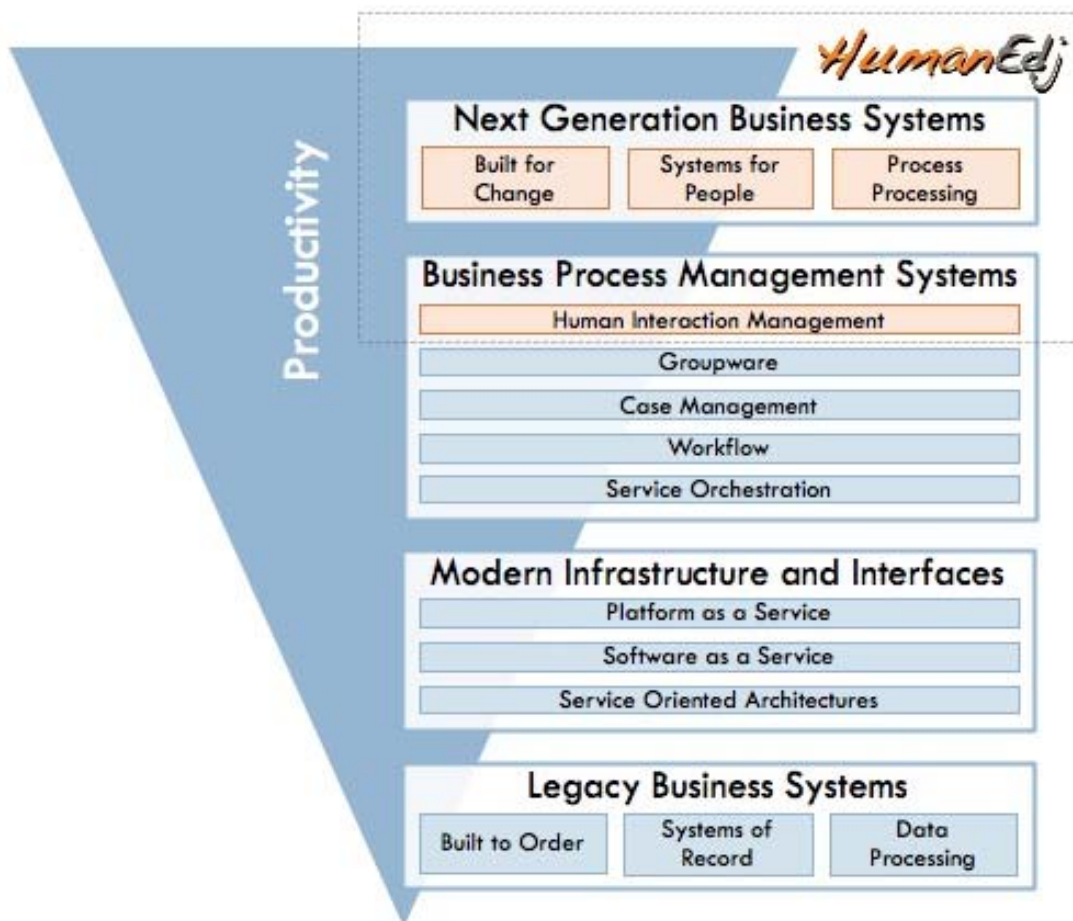 HumanEdj
Productivity
Next Generation Business Systems
Built for
Change
Systems for
People
Process
Processing
Business Process Management Systems
Human Interaction Management
Groupware
Case Management
Workflow
Service Orchestration
Modern Infrastructure and Interfaces
Platform as a Service
Software as a Service
Service Oriented Architectures
Legacy Business Systems
Built to Order
Systems of
Record
Data
Processing